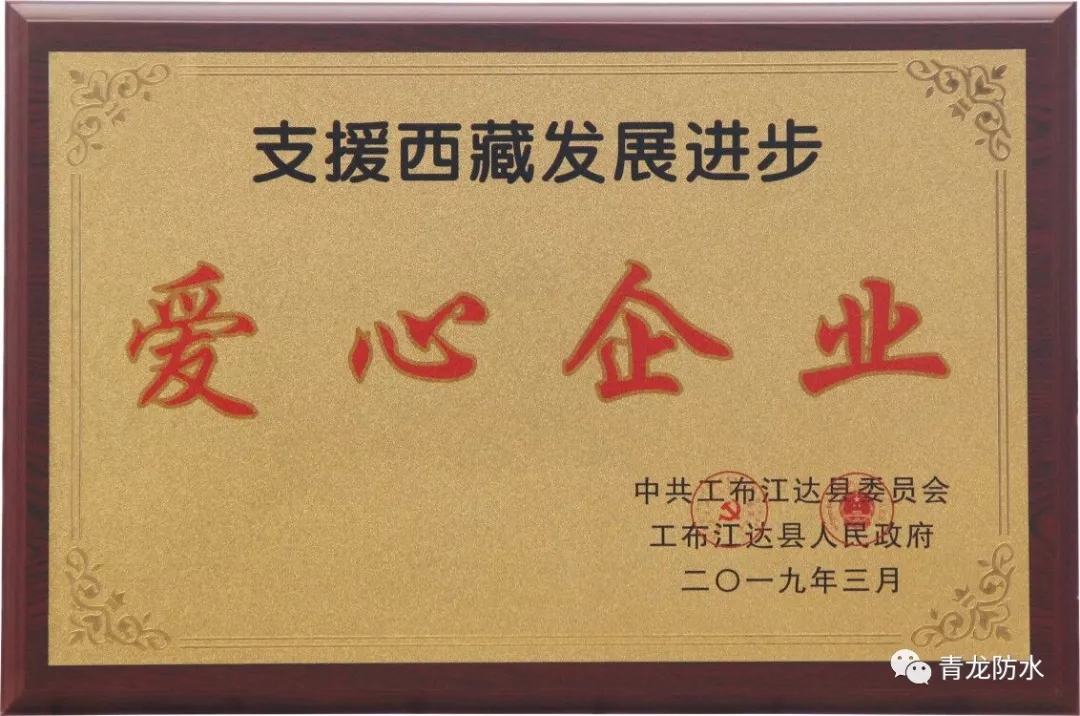 支援西藏发展进步
爱心企业
中共工布江达县委员会
工布江达县人民政府
二〇一九年三月
青龙防水